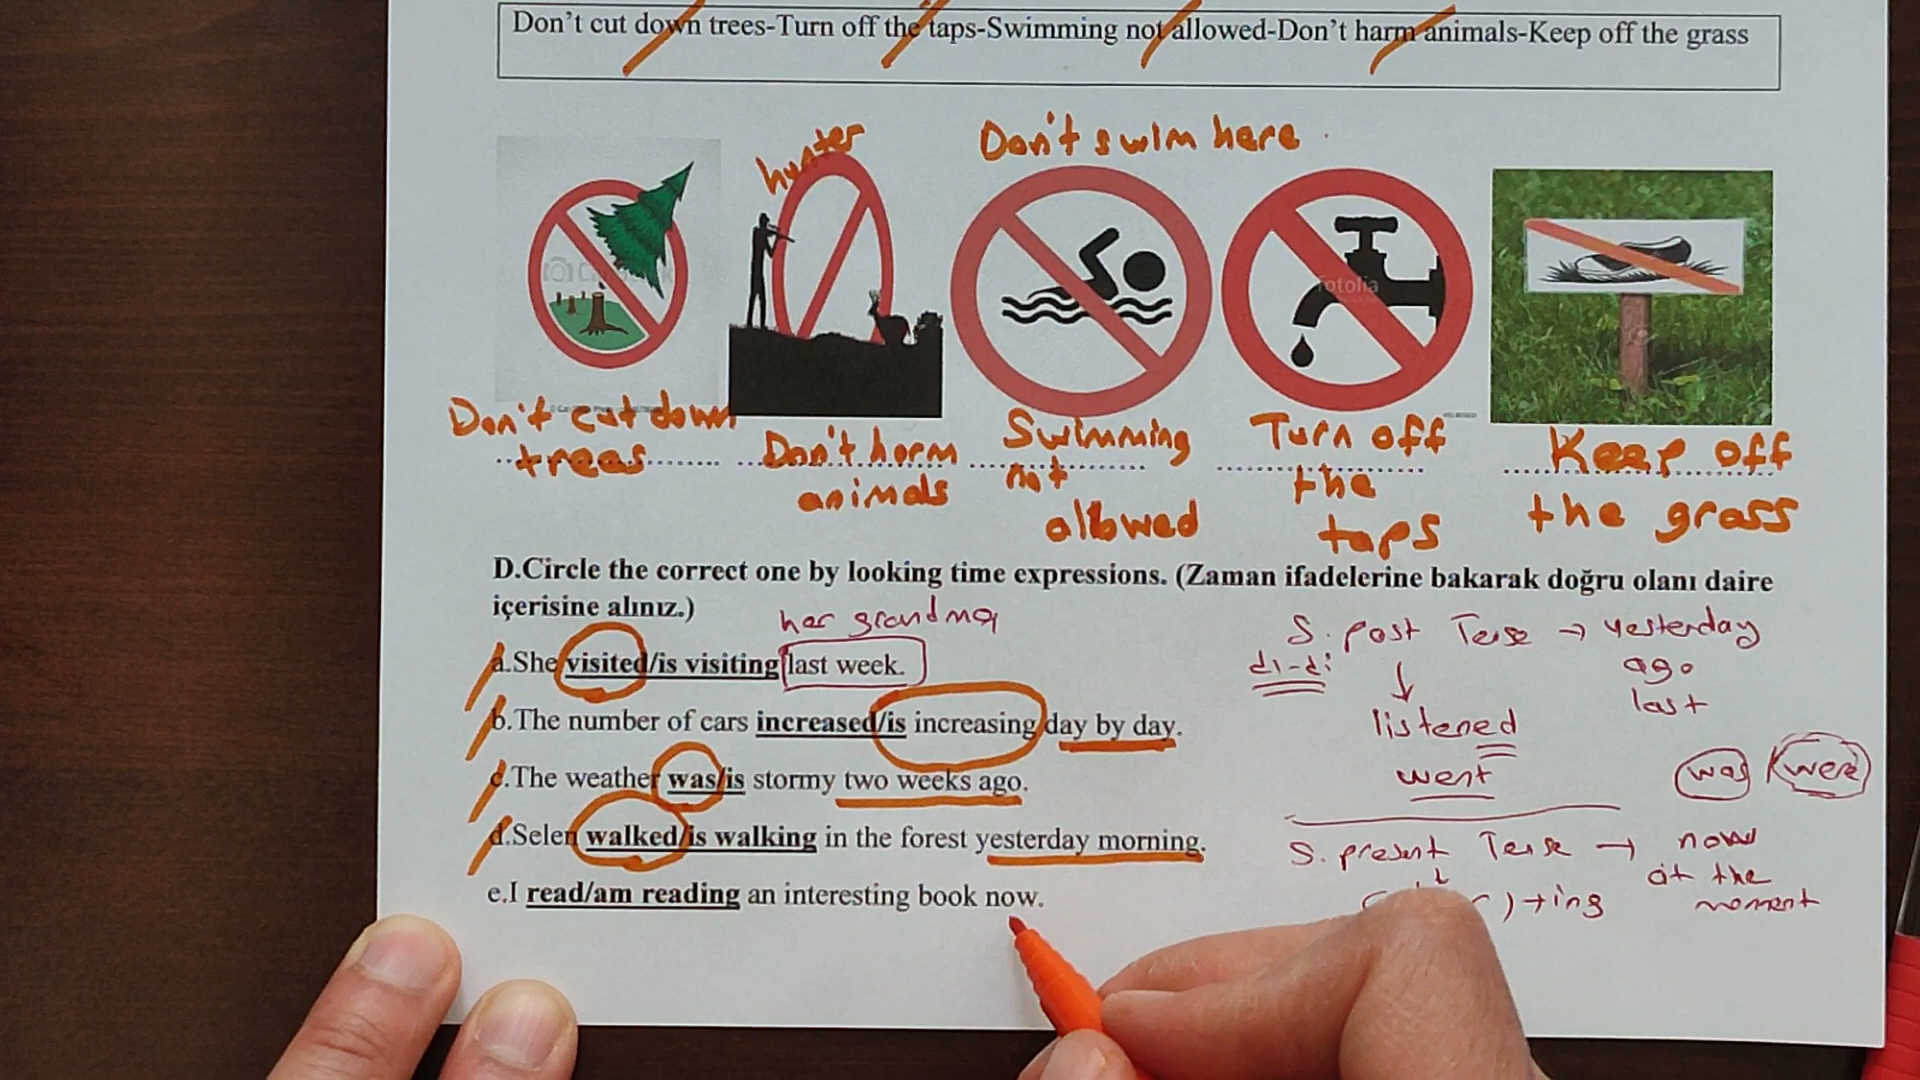 Don't cut down trees-Turn off the taps-Swimming not allowed-Don't harm animals-Keep off the grass
hunter
Don't swim here
fotolia
Don't cut down trees
Don't harm animals
Swimming not allowed
Turn off the taps
Keep off the grass
D.Circle the correct one by looking time expressions. (Zaman ifadelerine bakarak doğru olanı daire
içerisine alınız.)
her grandma
a.She visited/is visiting last week.
b.The number of cars increased/is increasing day by day.
c.The weather was/is stormy two weeks ago.
d.Selen walked/is walking in the forest yesterday morning.
e.I read/am reading an interesting book now.
S. past Tense → yesterday
dı-di
ago
last
listened
went
was were
S. present Tense → now
at the
moment
) +ing